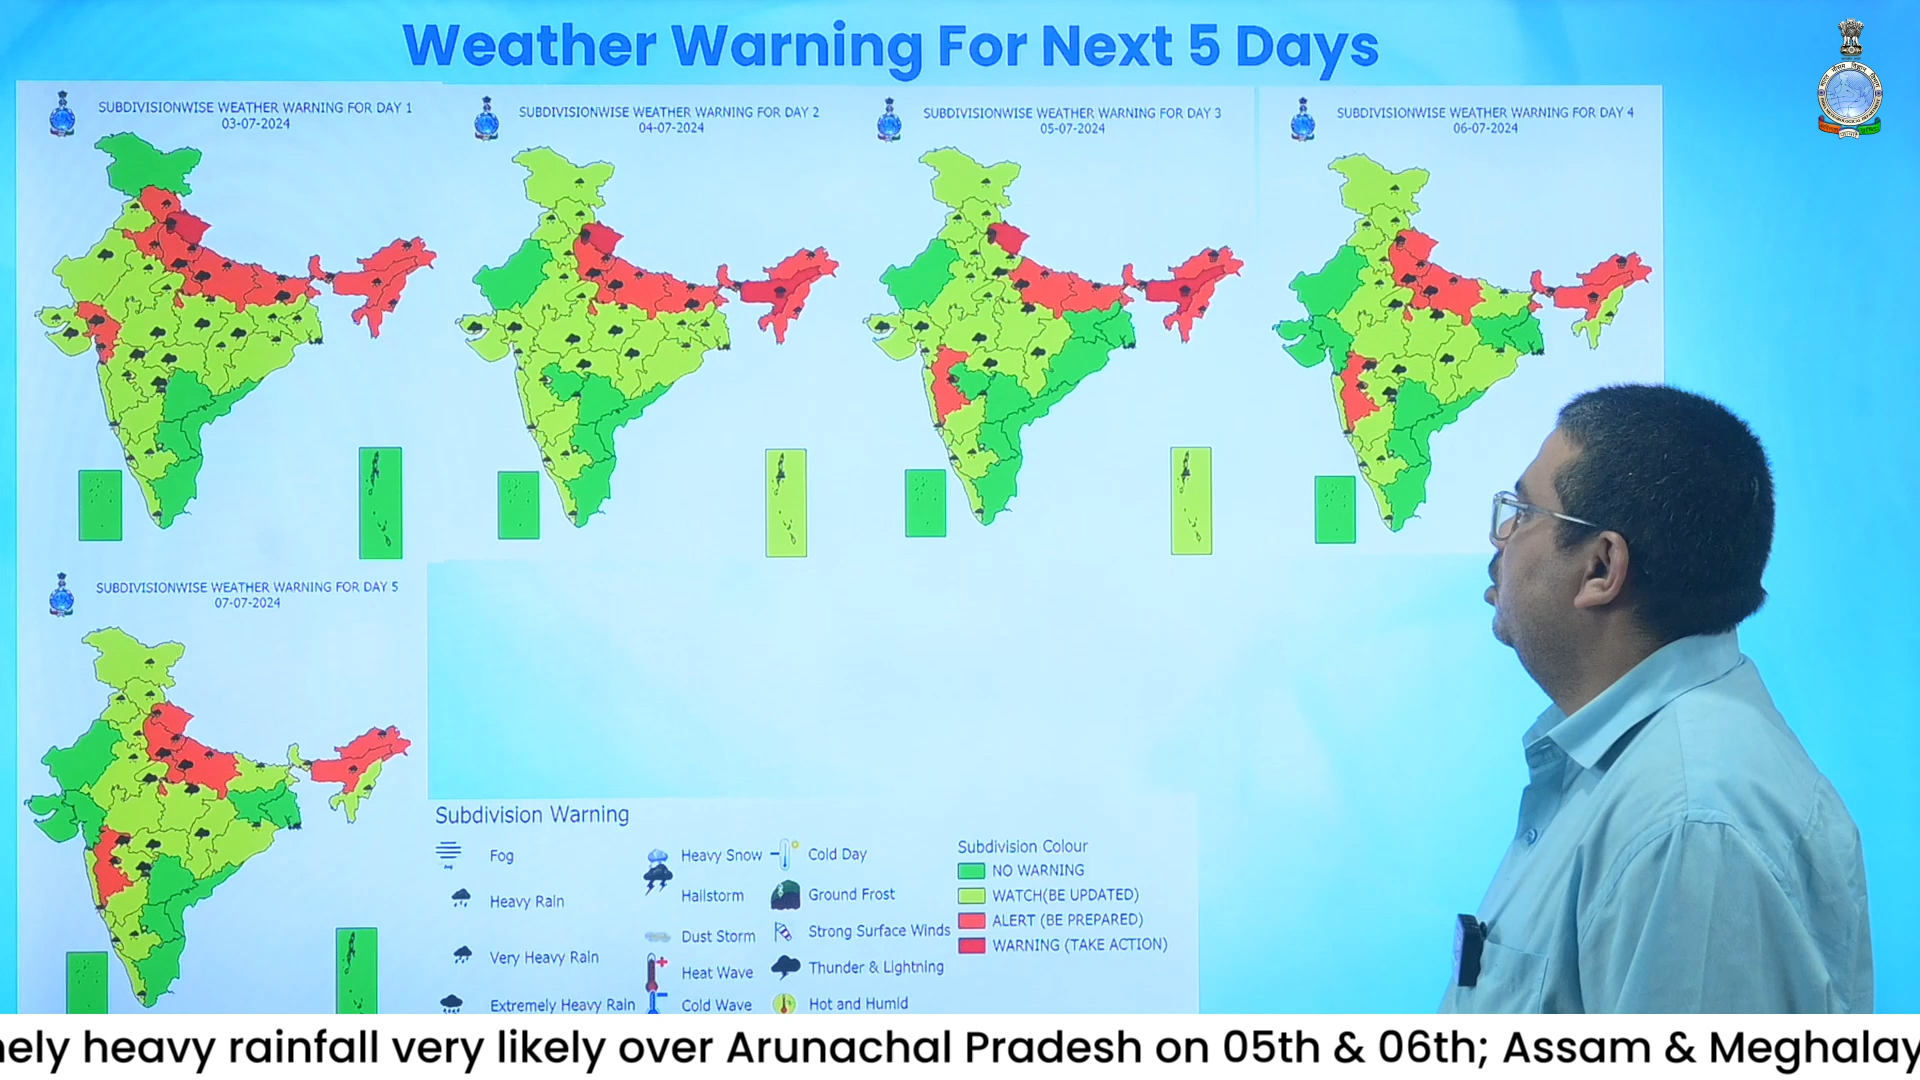 Weather Warning For Next 5 Days
SUBDIVISIONWISE WEATHER WARNING FOR DAY 1
03-07-2024
SUBDIVISIONWISE WEATHER WARNING FOR DAY 2
04-07-2024
SUBDIVISIONWISE WEATHER WARNING FOR DAY 3
05-07-2024
SUBDIVISIONWISE WEATHER WARNING FOR DAY 4
06-07-2024
SUBDIVISIONWISE WEATHER WARNING FOR DAY 5
07-07-2024
Subdivision Warning
Fog
Heavy Rain
Very Heavy Rain
Extremely Heavy Rain
Heavy Snow
Hailstorm
Dust Storm
Heat Wave
Cold Wave
Cold Day
Ground Frost
Strong Surface Winds
Thunder & Lightning
Hot and Humid
Subdivision Colour
NO WARNING
WATCH(BE UPDATED)
ALERT (BE PREPARED)
WARNING (TAKE ACTION)
nely heavy rainfall very likely over Arunachal Pradesh on 05th & 06th; Assam & Meghalay